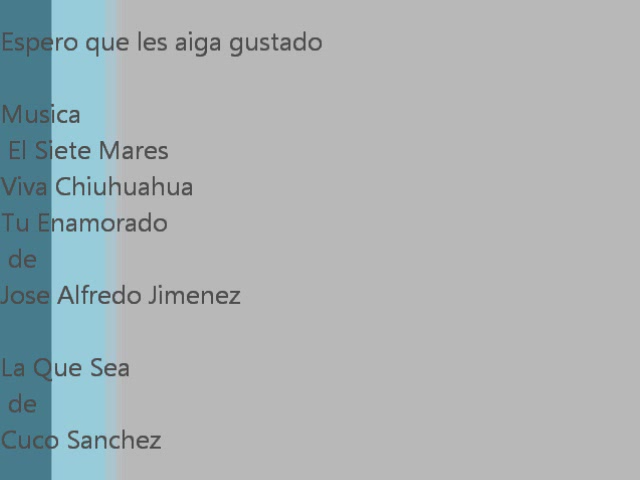 Espero que les aiga gustado
Musica
El Siete Mares
Viva Chiuhuahua
Tu Enamorado
de
Jose Alfredo Jimenez
La Que Sea
de
Cuco Sanchez